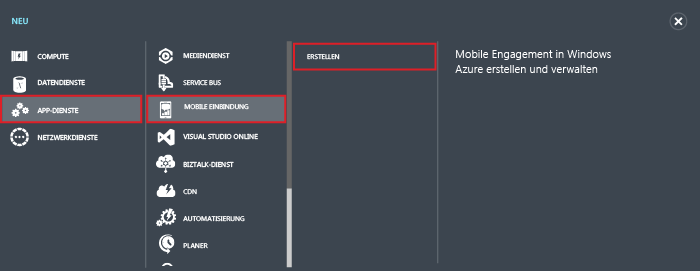 NEU
COMPUTE
DATENDIENSTE
APP-DIENSTE
NETZWERKDIENSTE
MEDIENDIENST
SERVICE BUS
MOBILE EINBINDUNG
VISUAL STUDIO ONLINE
BIZTALK-DIENST
CDN
AUTOMATISIERUNG
PLANER
ERSTELLEN
Mobile Engagement in Windows
Azure erstellen und verwalten